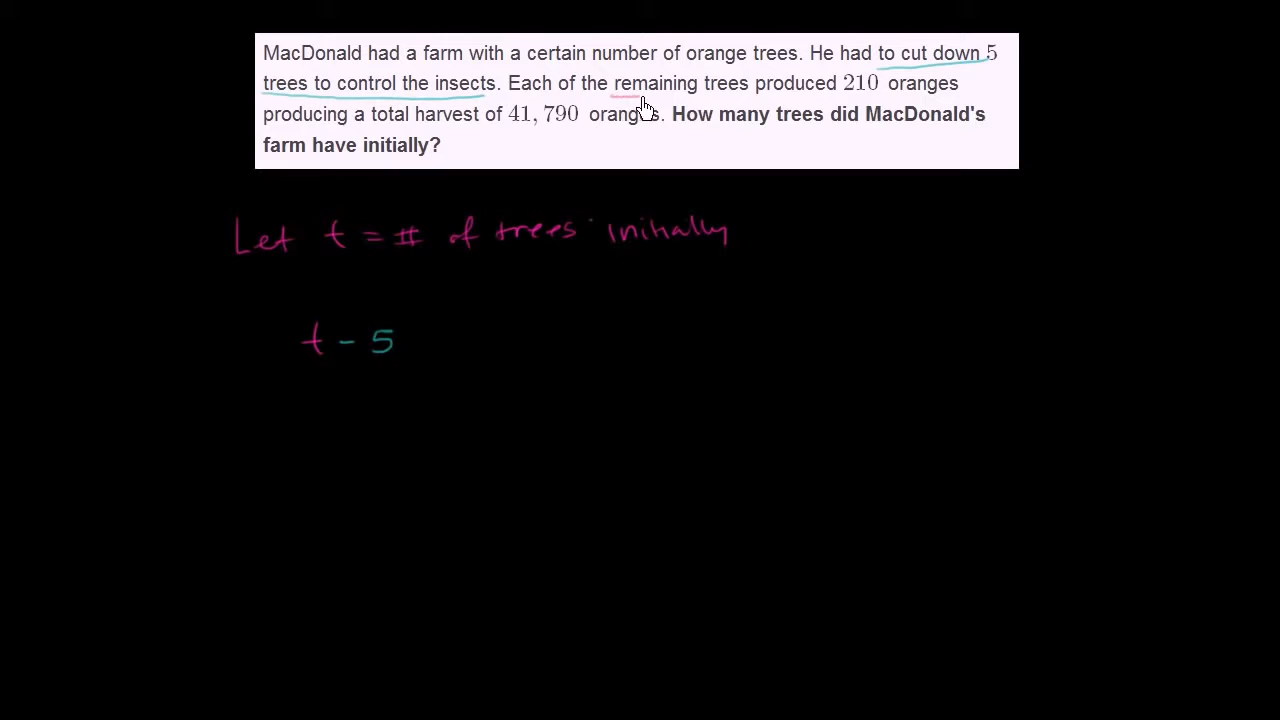 MacDonald had a farm with a certain number of orange trees. He had to cut down 5
trees to control the insects. Each of the remaining trees produced 210 oranges
producing a total harvest of 41, 790 oranges. How many trees did MacDonald's
farm have initially?
Let t = # of trees initially
t - 5